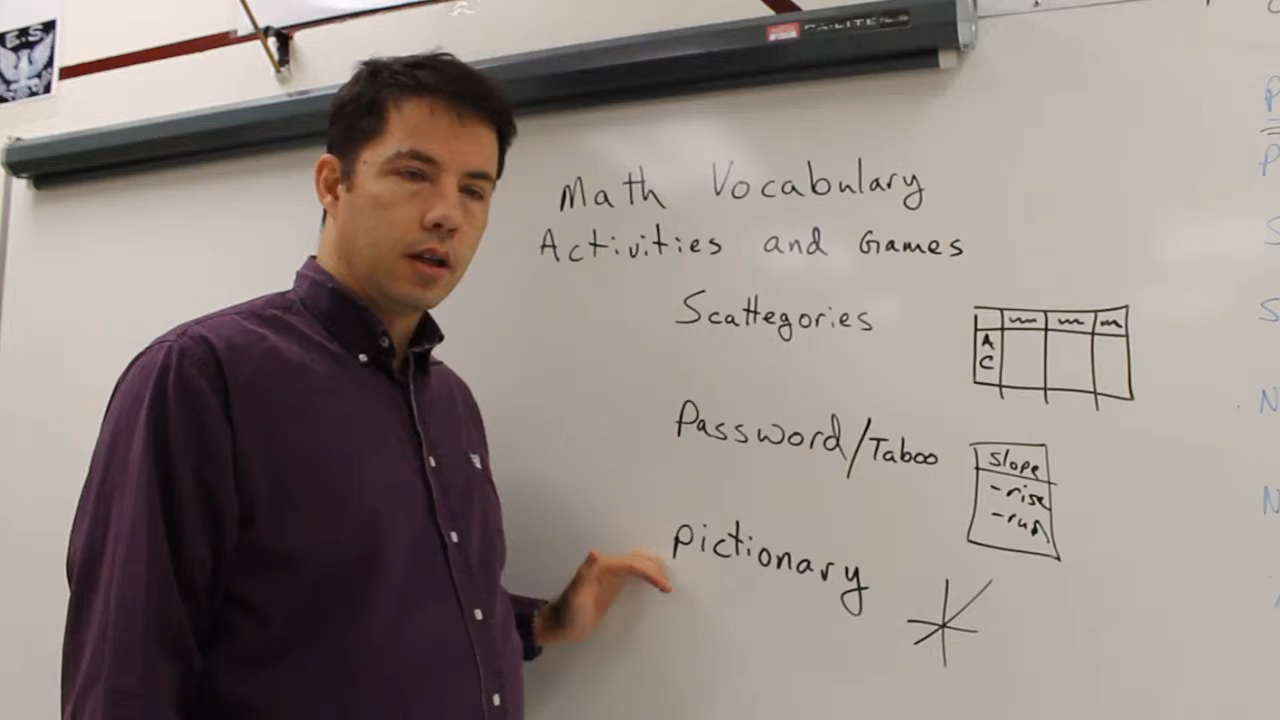 E.S
Math Vocabulary
Activities and Games
Scattegories
A
C
Password/Taboo
slope
- rise
- run
Pictionary
P
P
S
S
N
N